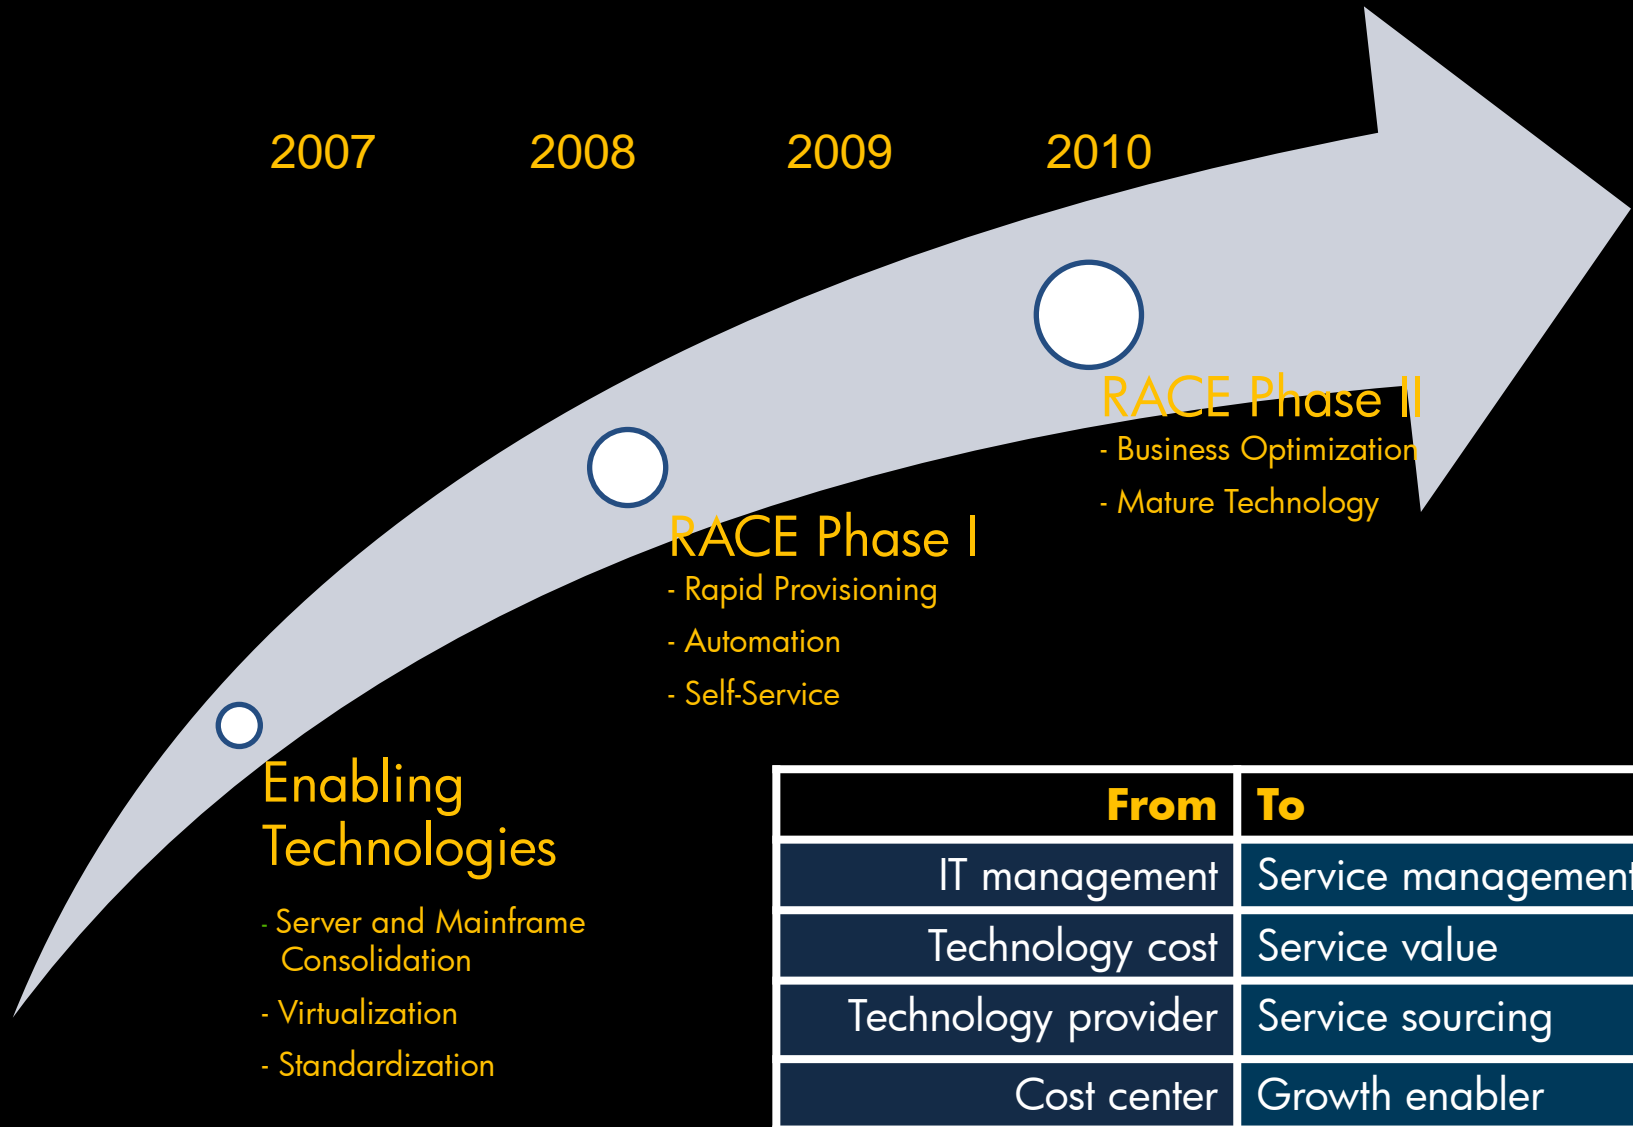 2007 2008 2009 2010
RACE Phase II
- Business Optimization
- Mature Technology
RACE Phase I
- Rapid Provisioning
- Automation
- Self-Service
Enabling
Technologies
- Server and Mainframe
Consolidation
- Virtualization
- Standardization
From To
IT management Service management
Technology cost Service value
Technology provider Service sourcing
Cost center Growth enabler